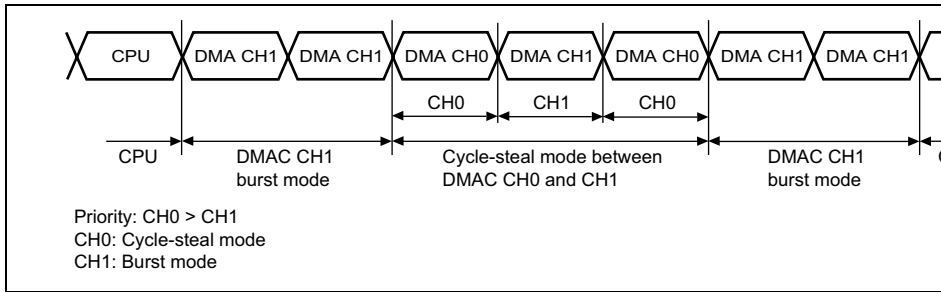 CPU DMA CH1 DMA CH1 DMA CH0 DMA CH1 DMA CH0 DMA CH1 DMA CH1
CH0 CH1 CH0
CPU DMAC CH1 Cycle-steal mode between DMAC CH1
burst mode DMAC CH0 and CH1 burst mode
Priority: CH0 > CH1
CH0: Cycle-steal mode
CH1: Burst mode